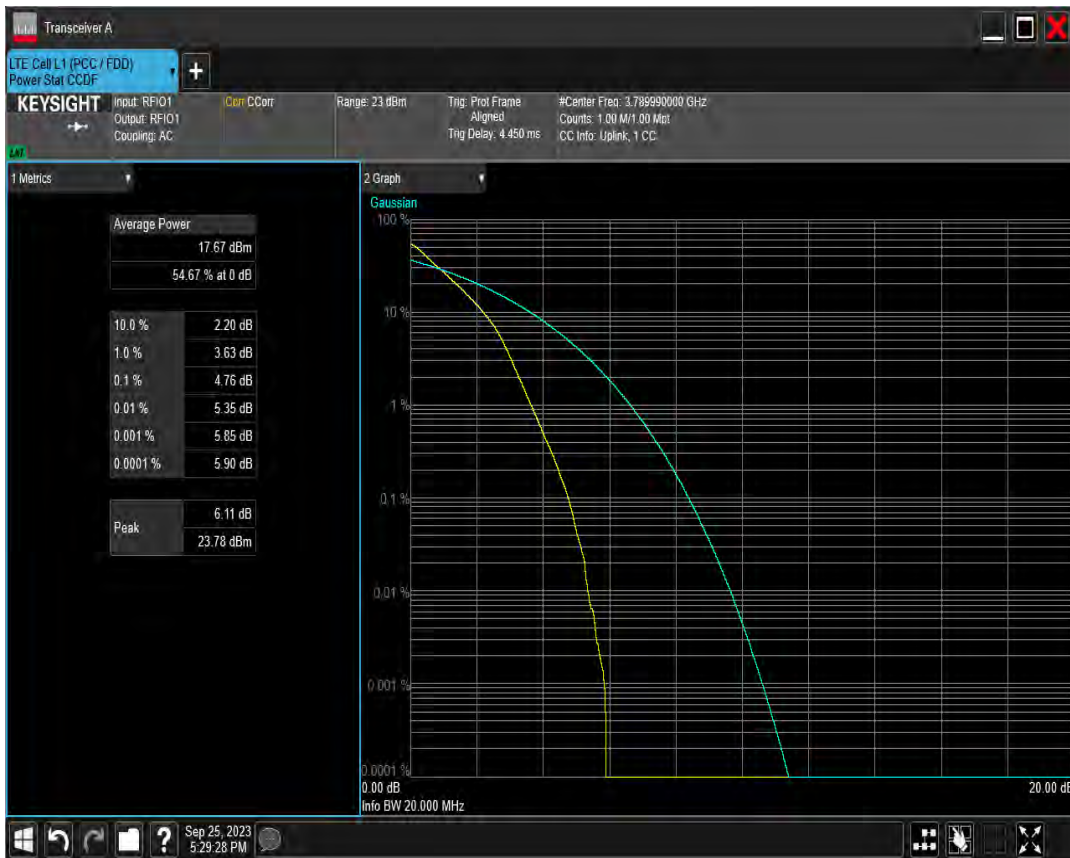 Transceiver A
LTE Cell L1 (PCC / FDD)
Power Stat CCDF
KEYSIGHT
Input: RFIO1
Output: RFIO1
Coupling: AC
Corr CCorr
Range: 23 dBm
Trig: Prot Frame
Aligned
Trig Delay: 4.450 ms
#Center Freq: 3.789990000 GHz
Counts: 1.00 M/1.00 Mpt
CC Info: Uplink, 1 CC
LXI
1 Metrics
Average Power
17.67 dBm
54.67 % at 0 dB
10.0 % 2.20 dB
1.0 % 3.63 dB
0.1 % 4.76 dB
0.01 % 5.35 dB
0.001 % 5.85 dB
0.0001 % 5.90 dB
Peak
6.11 dB
23.78 dBm
2 Graph
Gaussian
100 %
10 %
1 %
0.1 %
0.01 %
0.001 %
0.0001 %
0.00 dB
20.00 dB
Info BW 20.000 MHz
Sep 25, 2023
5:29:28 PM